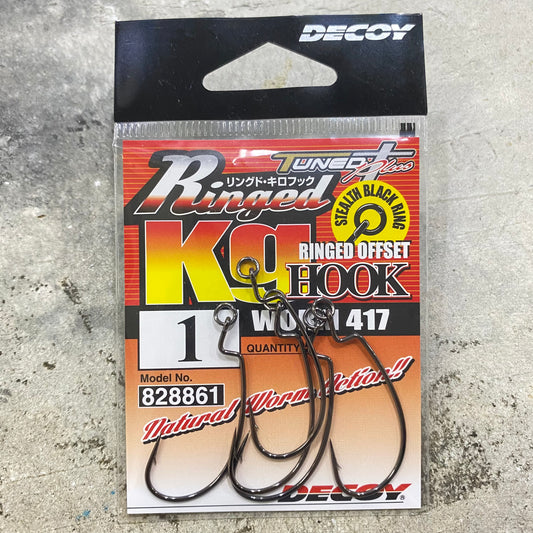 DECOY
TUNED Plus
Ringed
リングド・キロフック
STEALTH BLACK RING
Kg
RINGED OFFSET
HOOK
1
417
QUANTITY
Model No.
828861
Natural Worm Action!!
DECOY®